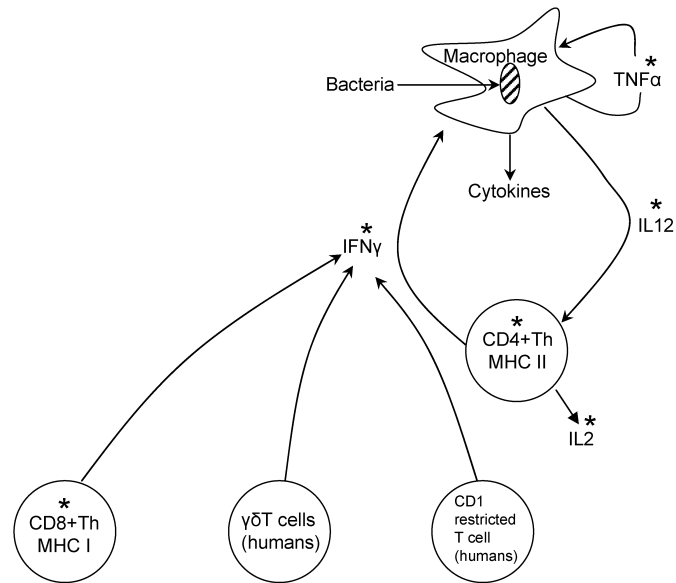 Macrophage
*
TNFα
Bacteria
Cytokines
*
IL12
*
IFNγ
*
CD4+Th
MHC II
*
IL2
*
CD8+Th
MHC I
γδT cells
(humans)
CD1
restricted
T cell
(humans)